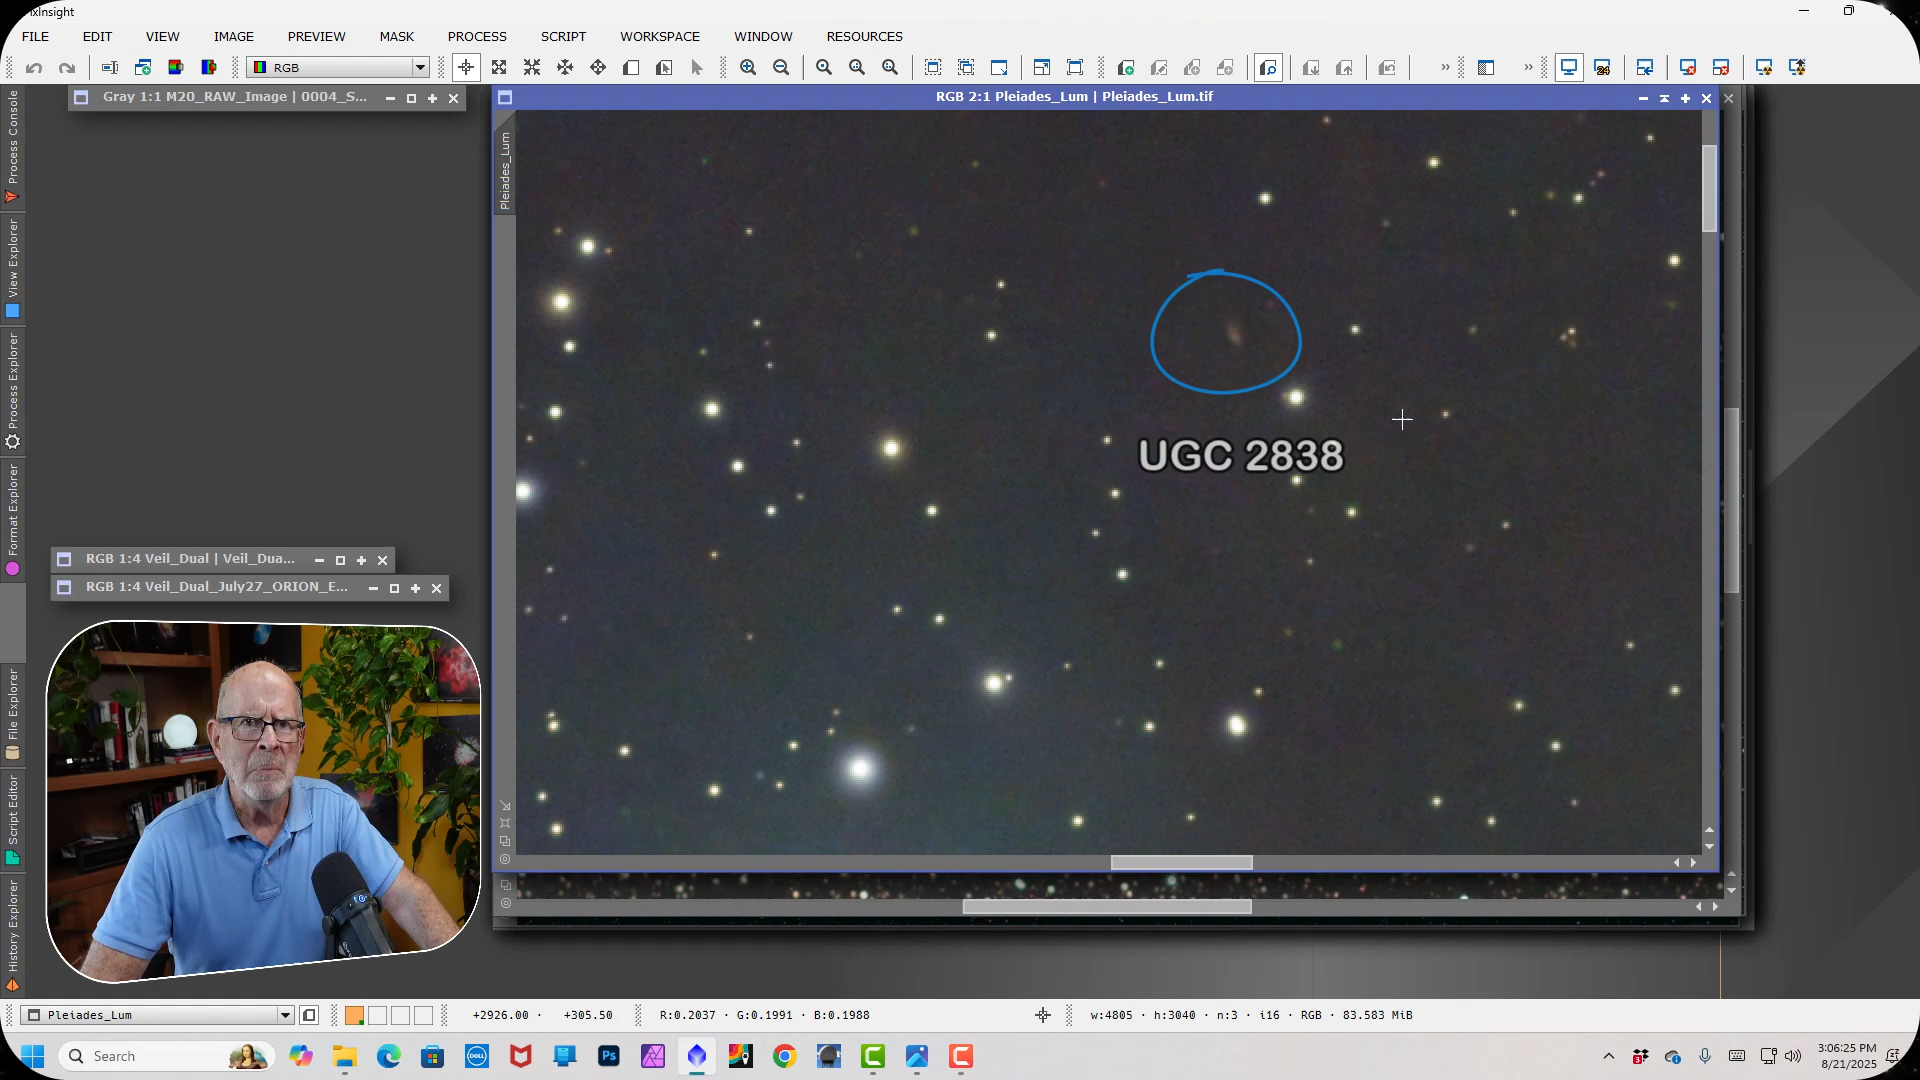 PixInsight
FILE EDIT VIEW IMAGE PREVIEW MASK PROCESS SCRIPT WORKSPACE WINDOW RESOURCES
RGB
24
Gray 1:1 M20_RAW_Image | 0004_S...
RGB 2:1 Pleiades_Lum | Pleiades_Lum.tif
Process Console
View Explorer
Process Explorer
Format Explorer
File Explorer
Script Editor
History Explorer
Pleiades_Lum
UGC 2838
RGB 1:4 Veil_Dual | Veil_Dua...
RGB 1:4 Veil_Dual_July27_ORION_E...
Pleiades_Lum
+2926.00 · +305.50
R:0.2037 · G:0.1991 · B:0.1988
w:4805 · h:3040 · n:3 · i16 · RGB · 83.583 MiB
Search
DELL
Ps
3:06:25 PM
8/21/2025